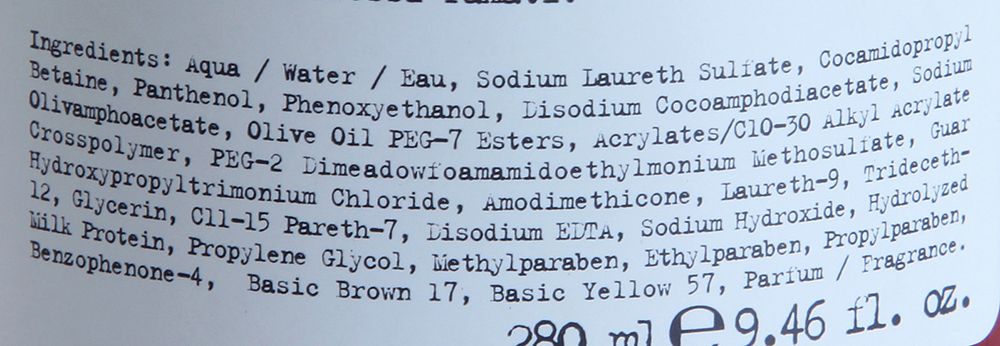 Ingredients: Aqua / Water / Eau, Sodium Laureth Sulfate, Cocamidopropyl
Betaine, Panthenol, Phenoxyethanol, Disodium Cocoamphodiacetate, Sodium
Olivamphoacetate, Olive Oil PEG-7 Esters, Acrylates/C10-30 Alkyl Acrylate
Crosspolymer, PEG-2 Dimeadowfoamamidoethylmonium Methosulfate, Guar
Hydroxypropyltrimonium Chloride, Amodimethicone, Laureth-9, Trideceth-
12, Glycerin, C11-15 Pareth-7, Disodium EDTA, Sodium Hydroxide, Hydrolyzed
Milk Protein, Propylene Glycol, Methylparaben, Ethylparaben, Propylparaben,
Benzophenone-4, Basic Brown 17, Basic Yellow 57, Parfum / Fragrance.
280 ml e 9.46 fl. oz.